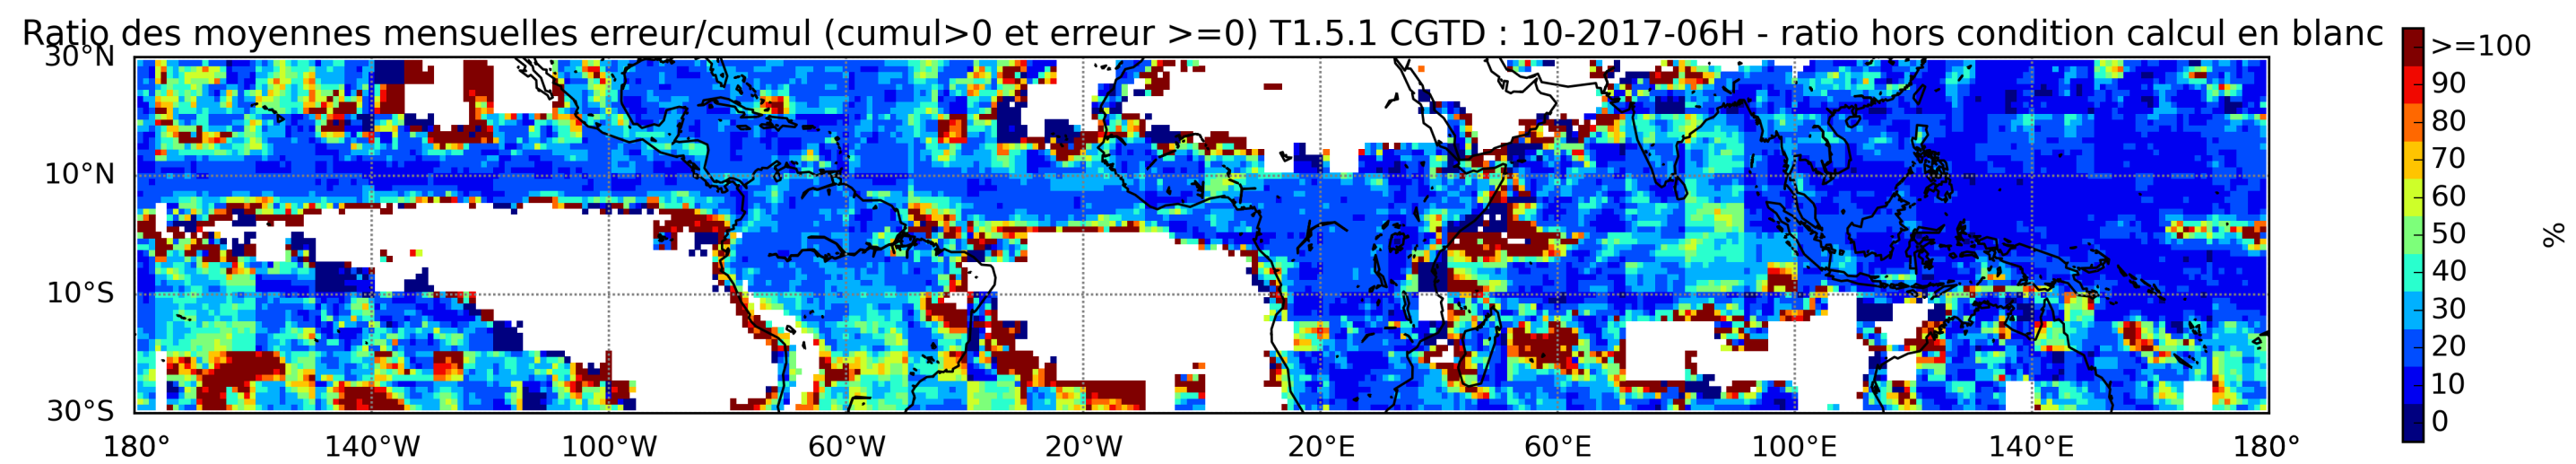 Ratio des moyennes mensuelles erreur/cumul (cumul>0 et erreur >=0) T1.5.1 CGTD : 10-2017-06H - ratio hors condition calcul en blanc
30°N
10°N
10°S
30°S
180° 140°W 100°W 60°W 20°W 20°E 60°E 100°E 140°E 180°
>=100
90
80
70
60
50
40
30
20
10
0
%